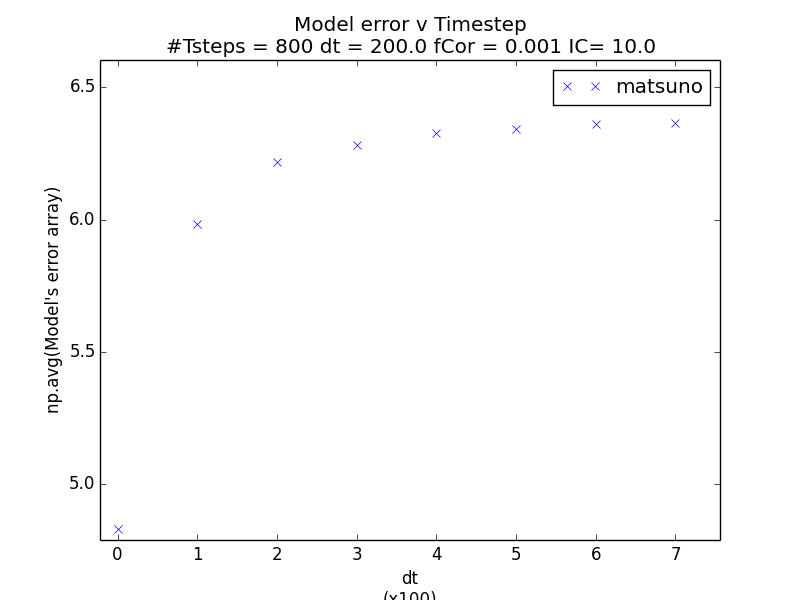 Model error v Timestep
#Tsteps = 800 dt = 200.0 fCor = 0.001 IC= 10.0
matsuno
6.5
6.0
5.5
5.0
np.avg(Model's error array)
0 1 2 3 4 5 6 7
dt
(x100)